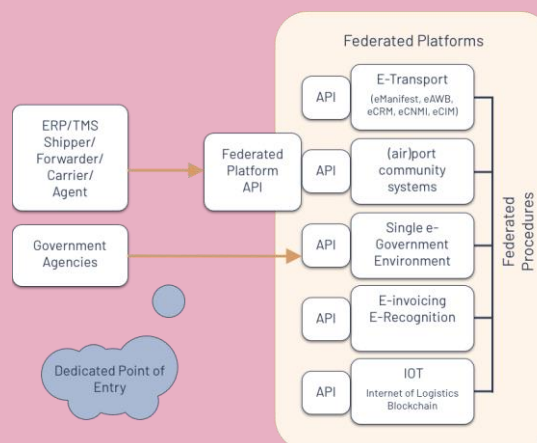 Federated Platforms
ERP/TMS
Shipper/
Forwarder/
Carrier/
Agent
Government
Agencies
Dedicated Point of
Entry
Federated
Platform
API
API
E-Transport
(eManifest, eAWB,
eCRM, eCNMI, eCIM)
API
(air)port
community
systems
API
Single e-
Government
Environment
API
E-invoicing
E-Recognition
API
IOT
Internet of Logistics
Blockchain
Federated
Procedures